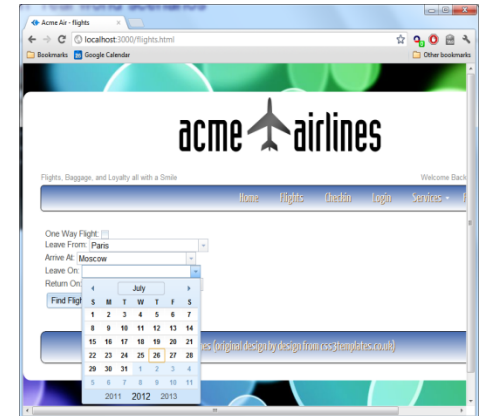 Acme Air - flights
localhost:3000/flights.html
Bookmarks Google Calendar Other bookmarks
acme airlines
Flights, Baggage, and Loyalty all with a Smile Welcome Back
Home Flights Checkin Login Services
One Way Flight:
Leave From: Paris
Arrive At: Moscow
Leave On:
Return On:
Find Fligh
July
S M T W T F S
1 2 3 4 5 6 7
8 9 10 11 12 13 14
15 16 17 18 19 20 21
22 23 24 25 26 27 28
29 30 31 1 2 3 4
5 6 7 8 9 10 11
2011 2012 2013
nes (original design by design from css3templates.co.uk)